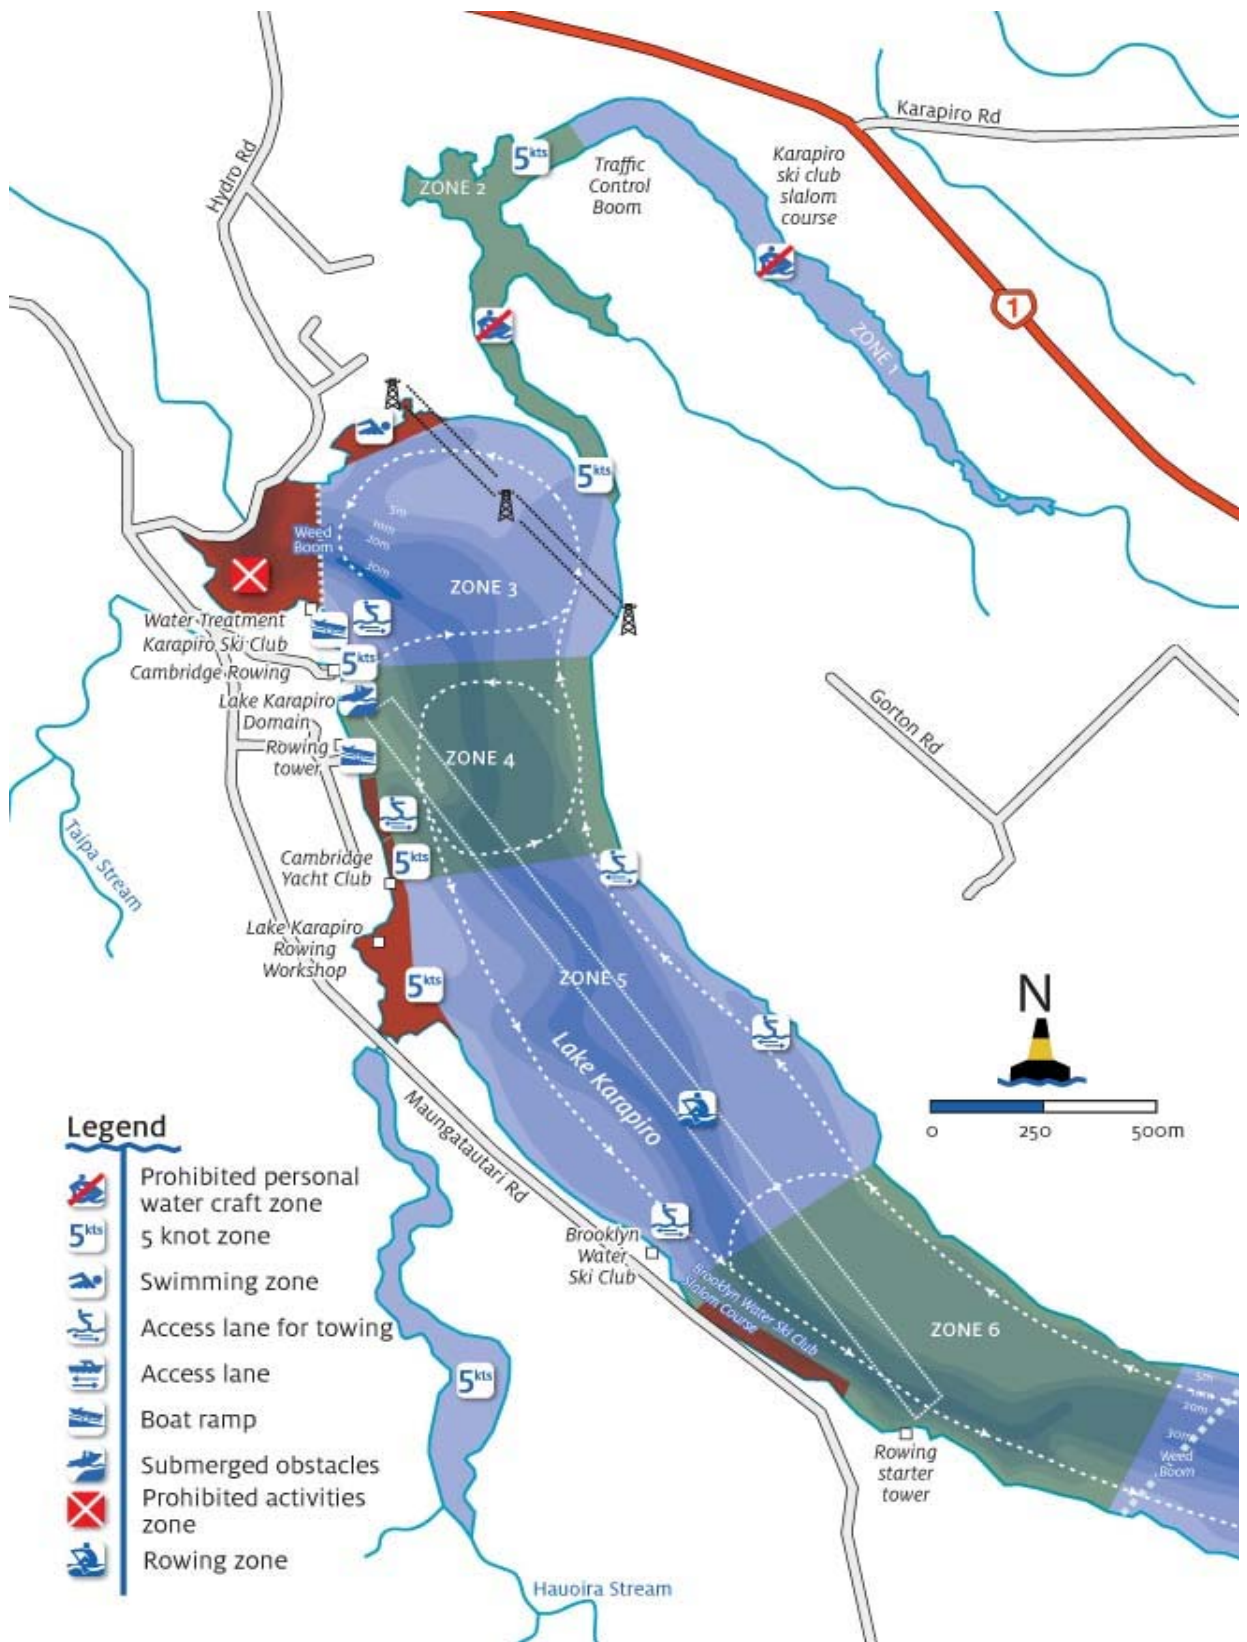 Karapiro Rd
Hydro Rd
5kts
ZONE 2
Traffic
Control
Boom
Karapiro
ski club
slalom
course
1
ZONE 1
5kts
5m
10m
20m
30m
Weed
Boom
ZONE 3
Water Treatment
Karapiro Ski Club
Cambridge Rowing
5kts
Lake Karapiro
Domain
Rowing
tower
ZONE 4
Gorton Rd
Taipa Stream
Cambridge
Yacht Club
5kts
Lake Karapiro
Rowing
Workshop
5kts
ZONE 5
Lake Karapiro
N
0 250 500m
Maungatautari Rd
Brooklyn
Water
Ski Club
Brooklyn Water Ski Club
Slalom Course
ZONE 6
5m
10m
20m
30m
Weed
Boom
Rowing
starter
tower
5kts
Hauoira Stream
Legend
Prohibited personal
water craft zone
5kts
5 knot zone
Swimming zone
Access lane for towing
Access lane
Boat ramp
Submerged obstacles
Prohibited activities
zone
Rowing zone